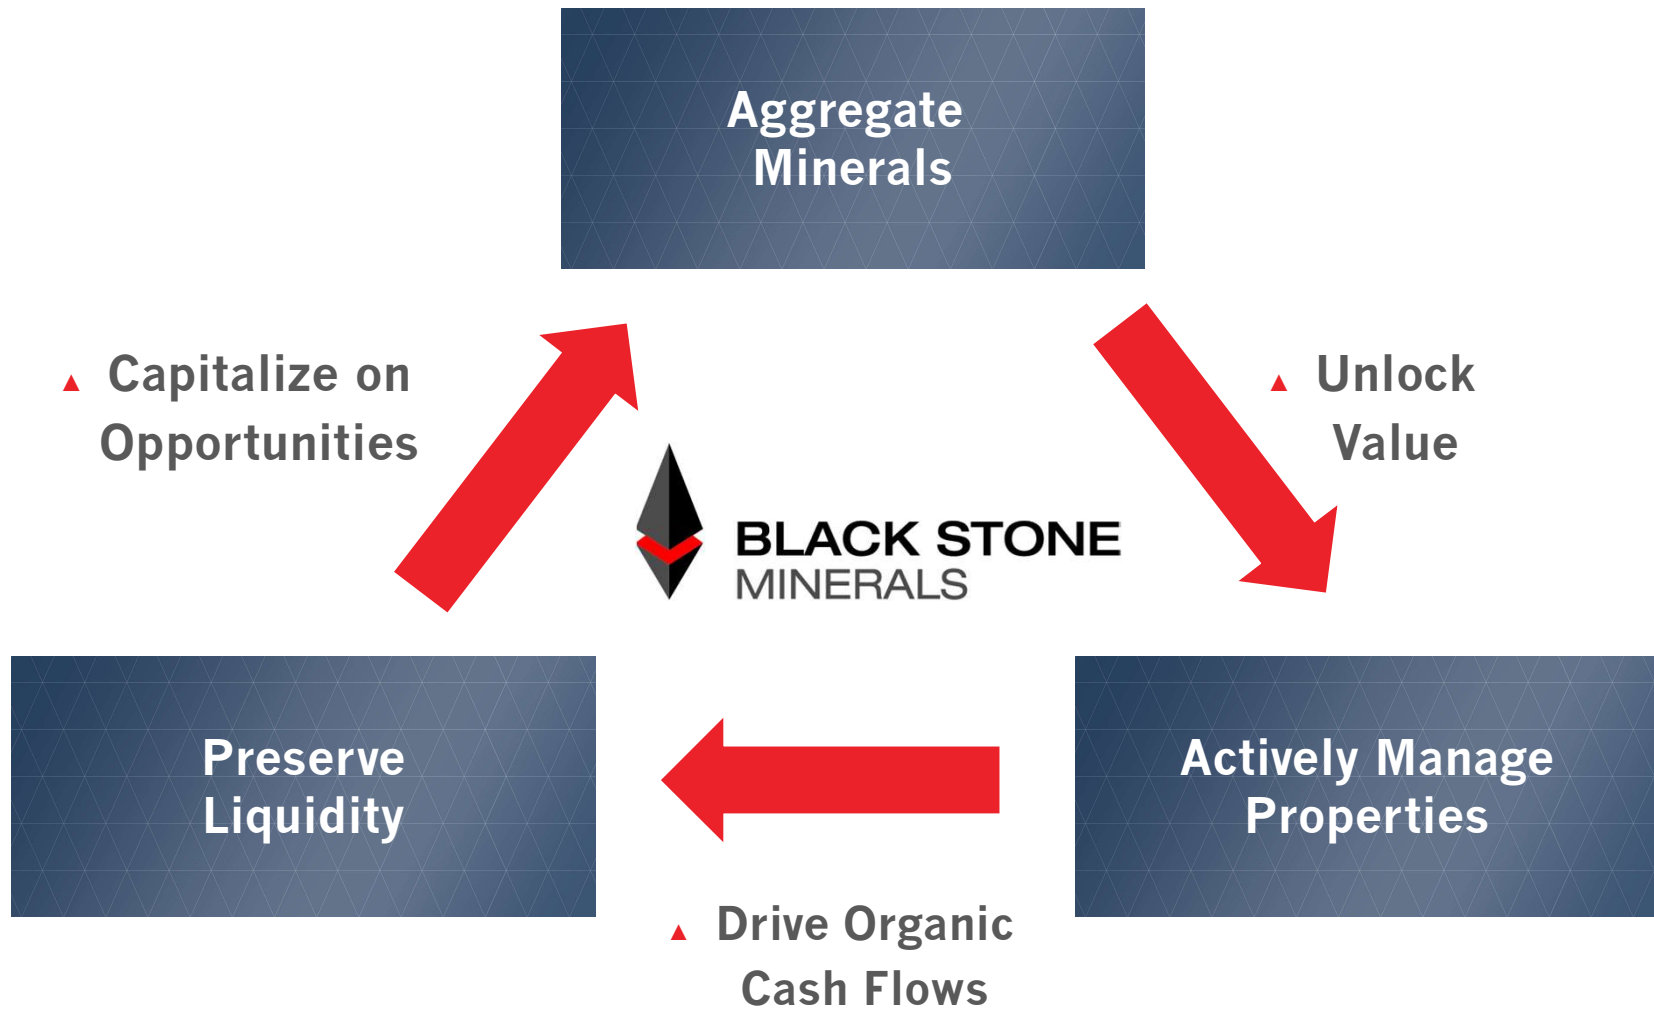 Aggregate
Minerals
▲ Capitalize on
Opportunities
▲ Unlock
Value
BLACK STONE
MINERALS
Preserve
Liquidity
Actively Manage
Properties
▲ Drive Organic
Cash Flows